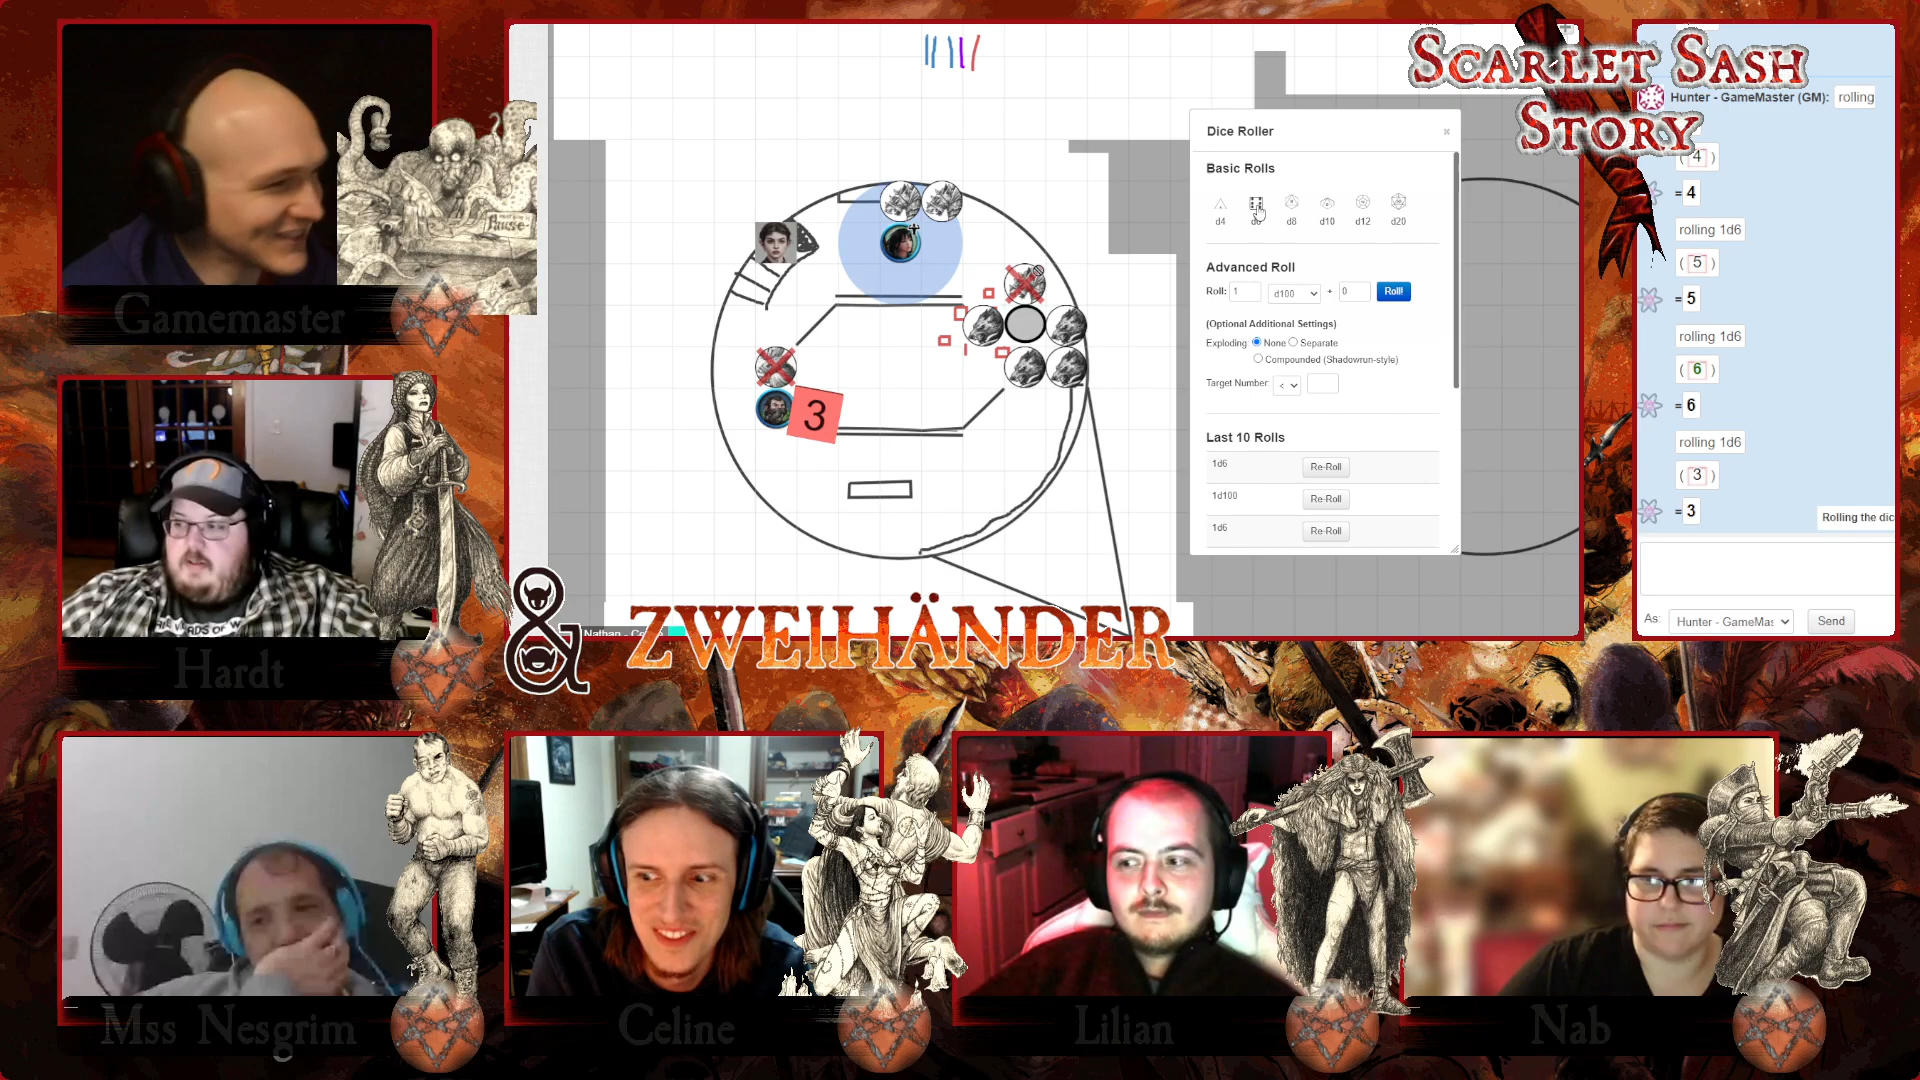 SCARLET SASH
STORY
Pause-
Gamemaster
Hardt
Mss Nesgrim
Celine
Lilian
Nab
ZWEIHÄNDER
3
Dice Roller
×
Basic Rolls
d4
d8
d10
d12
d20
Advanced Roll
Roll: 1 d100 + 0 Roll!
(Optional Additional Settings)
Exploding: None Separate
Compounded (Shadowrun-style)
Target Number: <
Last 10 Rolls
1d6 Re-Roll
1d100 Re-Roll
1d6 Re-Roll
Hunter - GameMaster (GM): rolling
( 4 )
= 4
rolling 1d6
( 5 )
= 5
rolling 1d6
( 6 )
= 6
rolling 1d6
( 3 )
= 3
Rolling the dic
As: Hunter - GameMas Send